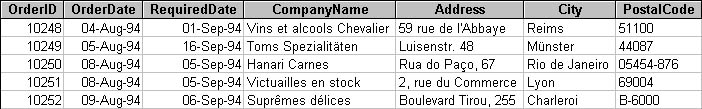 OrderID OrderDate RequiredDate CompanyName Address City PostalCode
10248 04-Aug-94 01-Sep-94 Vins et alcools Chevalier 59 rue de l'Abbaye Reims 51100
10249 05-Aug-94 16-Sep-94 Toms Spezialitäten Luisenstr. 48 Münster 44087
10250 08-Aug-94 05-Sep-94 Hanari Carnes Rua do Paço, 67 Rio de Janeiro 05454-876
10251 08-Aug-94 05-Sep-94 Victuailles en stock 2, rue du Commerce Lyon 69004
10252 09-Aug-94 06-Sep-94 Suprêmes délices Boulevard Tirou, 255 Charleroi B-6000